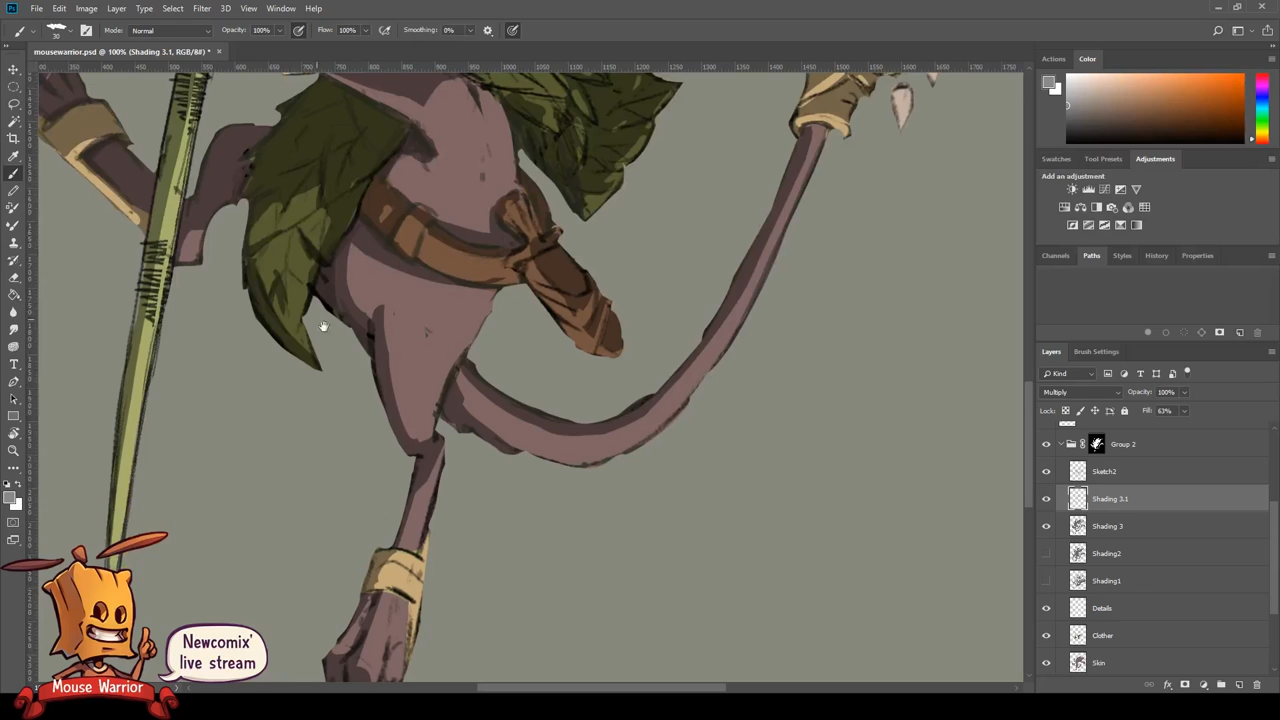 Ps File Edit Image Layer Type Select Filter 3D View Window Help
30 Mode: Normal Opacity: 100% Flow: 100% Smoothing: 0%
mousewarrior.psd @ 100% (Shading 3.1, RGB/8#) *
Actions Color
Swatches Tool Presets Adjustments
Add an adjustment
Channels Paths Styles History Properties
Layers Brush Settings
Kind
Multiply Opacity: 100%
Lock: Fill: 63%
Group 2
Sketch2
Shading 3.1
Shading 3
Shading2
Shading1
Details
Clother
Skin
Newcomix'
live stream
Mouse Warrior